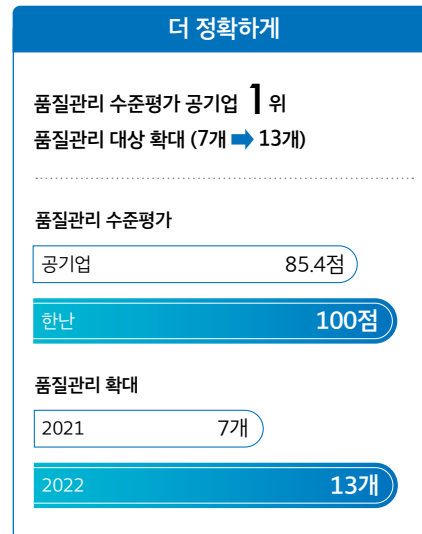 더 정확하게
품질관리 수준평가 공기업 1위
품질관리 대상 확대 (7개 ➡ 13개)
품질관리 수준평가
공기업 85.4점
한난 100점
품질관리 확대
2021 7개
2022 13개